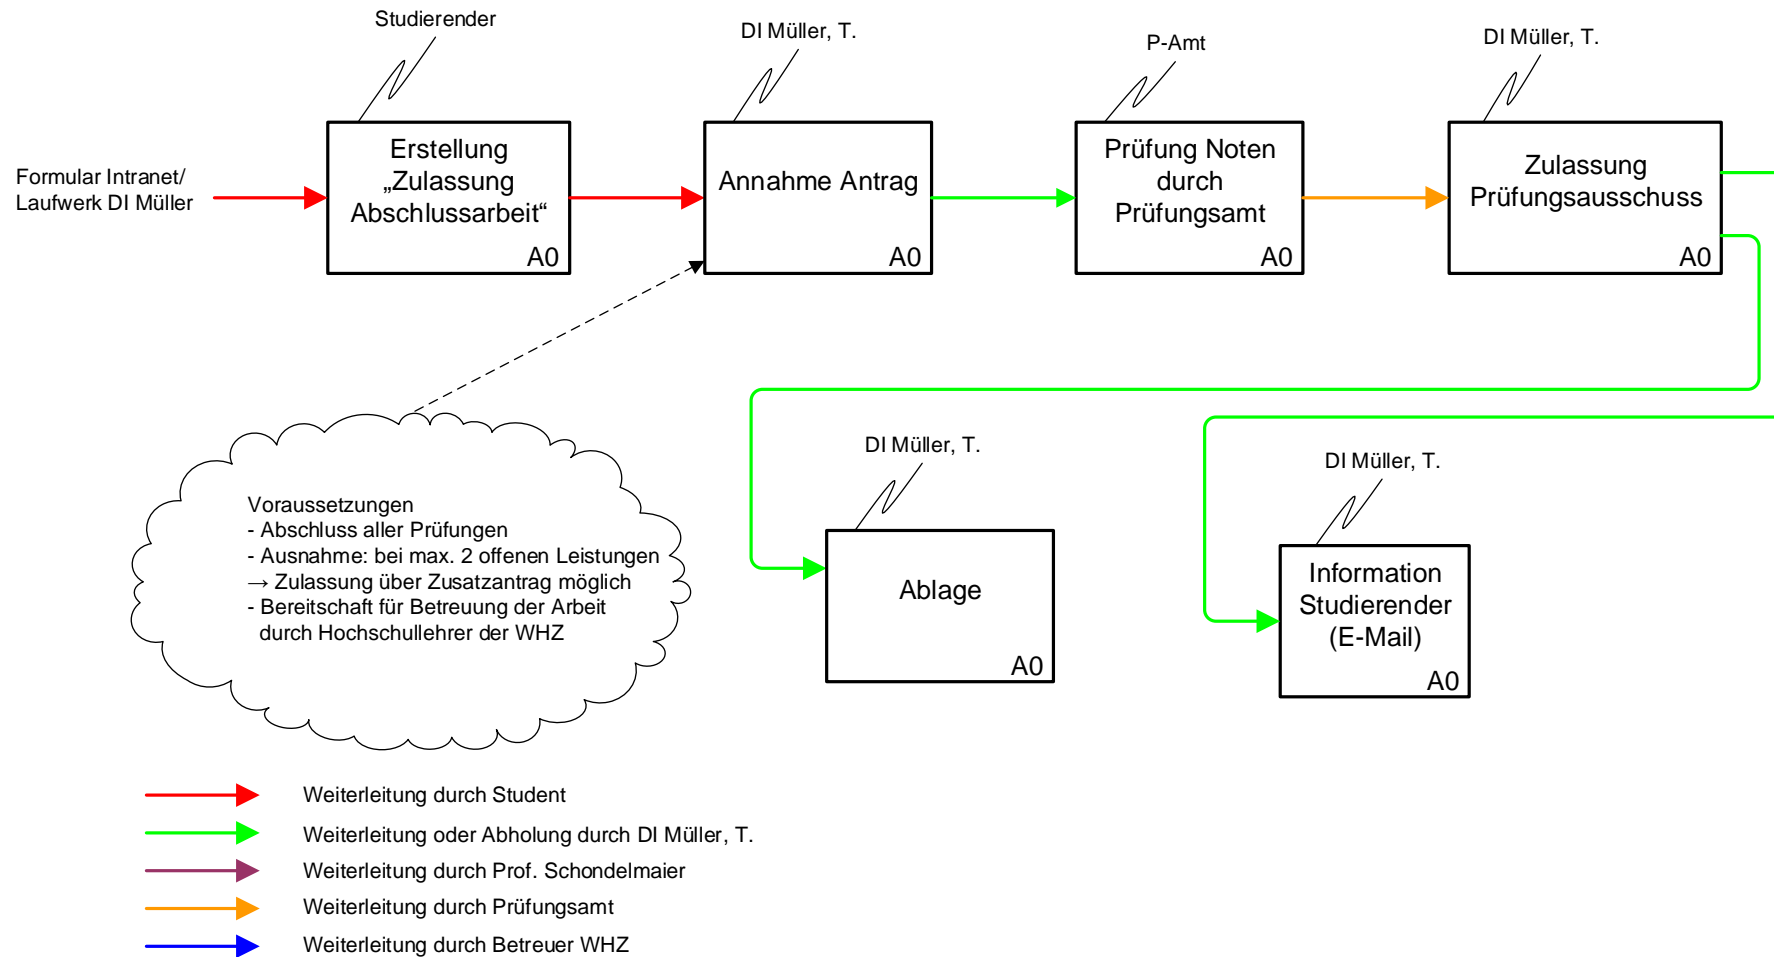 Studierender
DI Müller, T.
P-Amt
DI Müller, T.
Formular Intranet/
Laufwerk DI Müller
Erstellung
„Zulassung
Abschlussarbeit“
A0
Annahme Antrag
A0
Prüfung Noten
durch
Prüfungsamt
A0
Zulassung
Prüfungsausschuss
A0
Voraussetzungen
- Abschluss aller Prüfungen
- Ausnahme: bei max. 2 offenen Leistungen
→ Zulassung über Zusatzantrag möglich
- Bereitschaft für Betreuung der Arbeit
durch Hochschullehrer der WHZ
DI Müller, T.
Ablage
A0
DI Müller, T.
Information
Studierender
(E-Mail)
A0
Weiterleitung durch Student
Weiterleitung oder Abholung durch DI Müller, T.
Weiterleitung durch Prof. Schondelmaier
Weiterleitung durch Prüfungsamt
Weiterleitung durch Betreuer WHZ